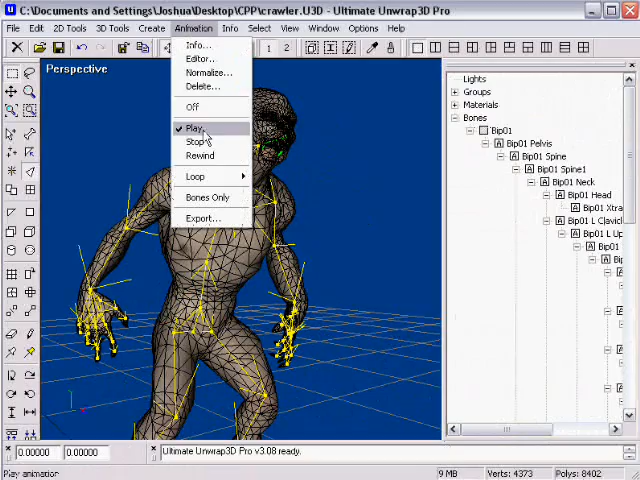 C:\Documents and Settings\Joshua\Desktop\CPP\crawler.U3D - Ultimate Unwrap3D Pro
File Edit 2D Tools 3D Tools Create Animation Info Select View Window Options Help
1 2
Perspective
Info...
Editor...
Normalize...
Delete...
Off
Play
Stop
Rewind
Loop
Bones Only
Export...
Lights
Groups
Materials
Bones
Bip01
Bip01 Pelvis
Bip01 Spine
Bip01 Spine1
Bip01 Neck
Bip01 Head
Bip01 Xtra
Bip01 L Clavicl
Bip01 L Up
Bip01
Bip
0.00000 0.00000 Ultimate Unwrap3D Pro v3.08 ready.
Play animation 9 MB Verts: 4373 Polys: 8402